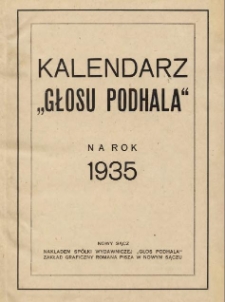 KALENDARZ
„GŁOSU PODHALA“
NA ROK
1935
NOWY SĄCZ
NAKŁADEM SPÓŁKI WYDAWNICZEJ „GŁOS PODHALA“
ZAKŁAD GRAFICZNY ROMANA PISZA W NOWYM SĄCZU